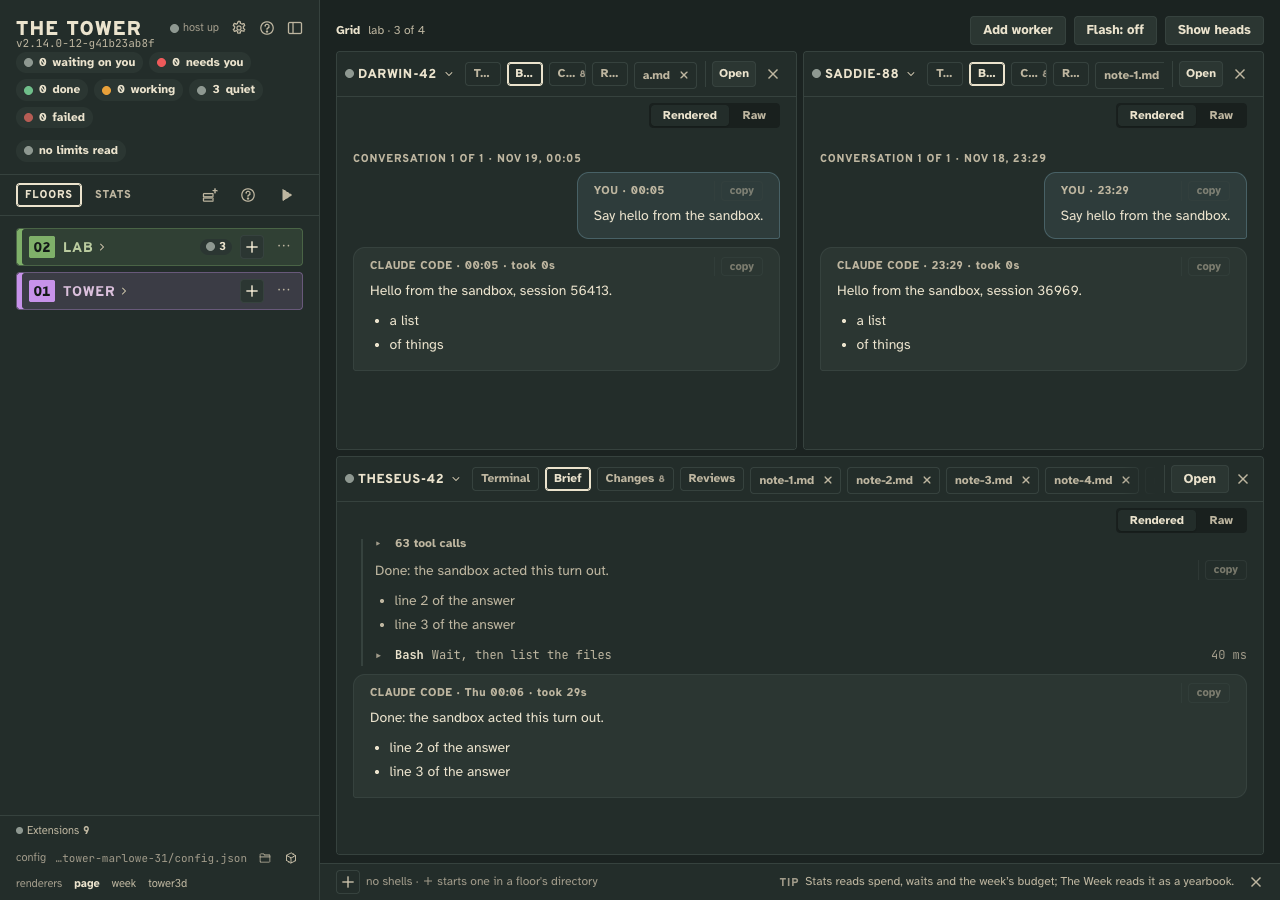 THE TOWER
host up
v2.14.0-12-g41b23ab8f
0 waiting on you
0 needs you
0 done
0 working
3 quiet
0 failed
no limits read
FLOORS
STATS
02 LAB
3
01 TOWER
Extensions 9
config …tower-marlowe-31/config.json
renderers page week tower3d
Grid lab · 3 of 4
Add worker
Flash: off
Show heads
DARWIN-42
T... B... C... 8 R... a.md
Open
Rendered Raw
CONVERSATION 1 OF 1 · NOV 19, 00:05
YOU · 00:05 copy
Say hello from the sandbox.
CLAUDE CODE · 00:05 · took 0s copy
Hello from the sandbox, session 56413.
• a list
• of things
SADDIE-88
T... B... C... R... note-1.md
Open
Rendered Raw
CONVERSATION 1 OF 1 · NOV 18, 23:29
YOU · 23:29 copy
Say hello from the sandbox.
CLAUDE CODE · 23:29 · took 0s copy
Hello from the sandbox, session 36969.
• a list
• of things
THESEUS-42
Terminal Brief Changes 8 Reviews note-1.md note-2.md note-3.md note-4.md
Open
Rendered Raw
63 tool calls
Done: the sandbox acted this turn out. copy
• line 2 of the answer
• line 3 of the answer
Bash Wait, then list the files 40 ms
CLAUDE CODE · Thu 00:06 · took 29s copy
Done: the sandbox acted this turn out.
• line 2 of the answer
• line 3 of the answer
no shells · + starts one in a floor's directory
TIP Stats reads spend, waits and the week's budget; The Week reads it as a yearbook.